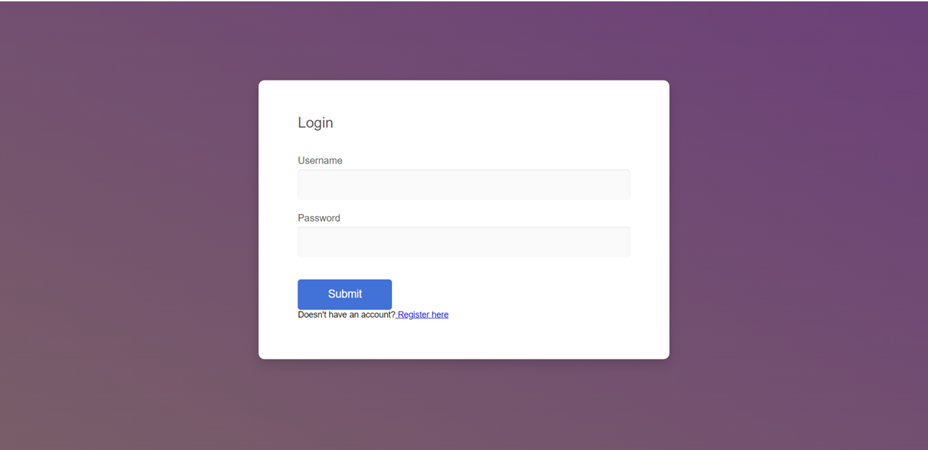 Login
Username
Password
Submit
Doesn't have an account? Register here